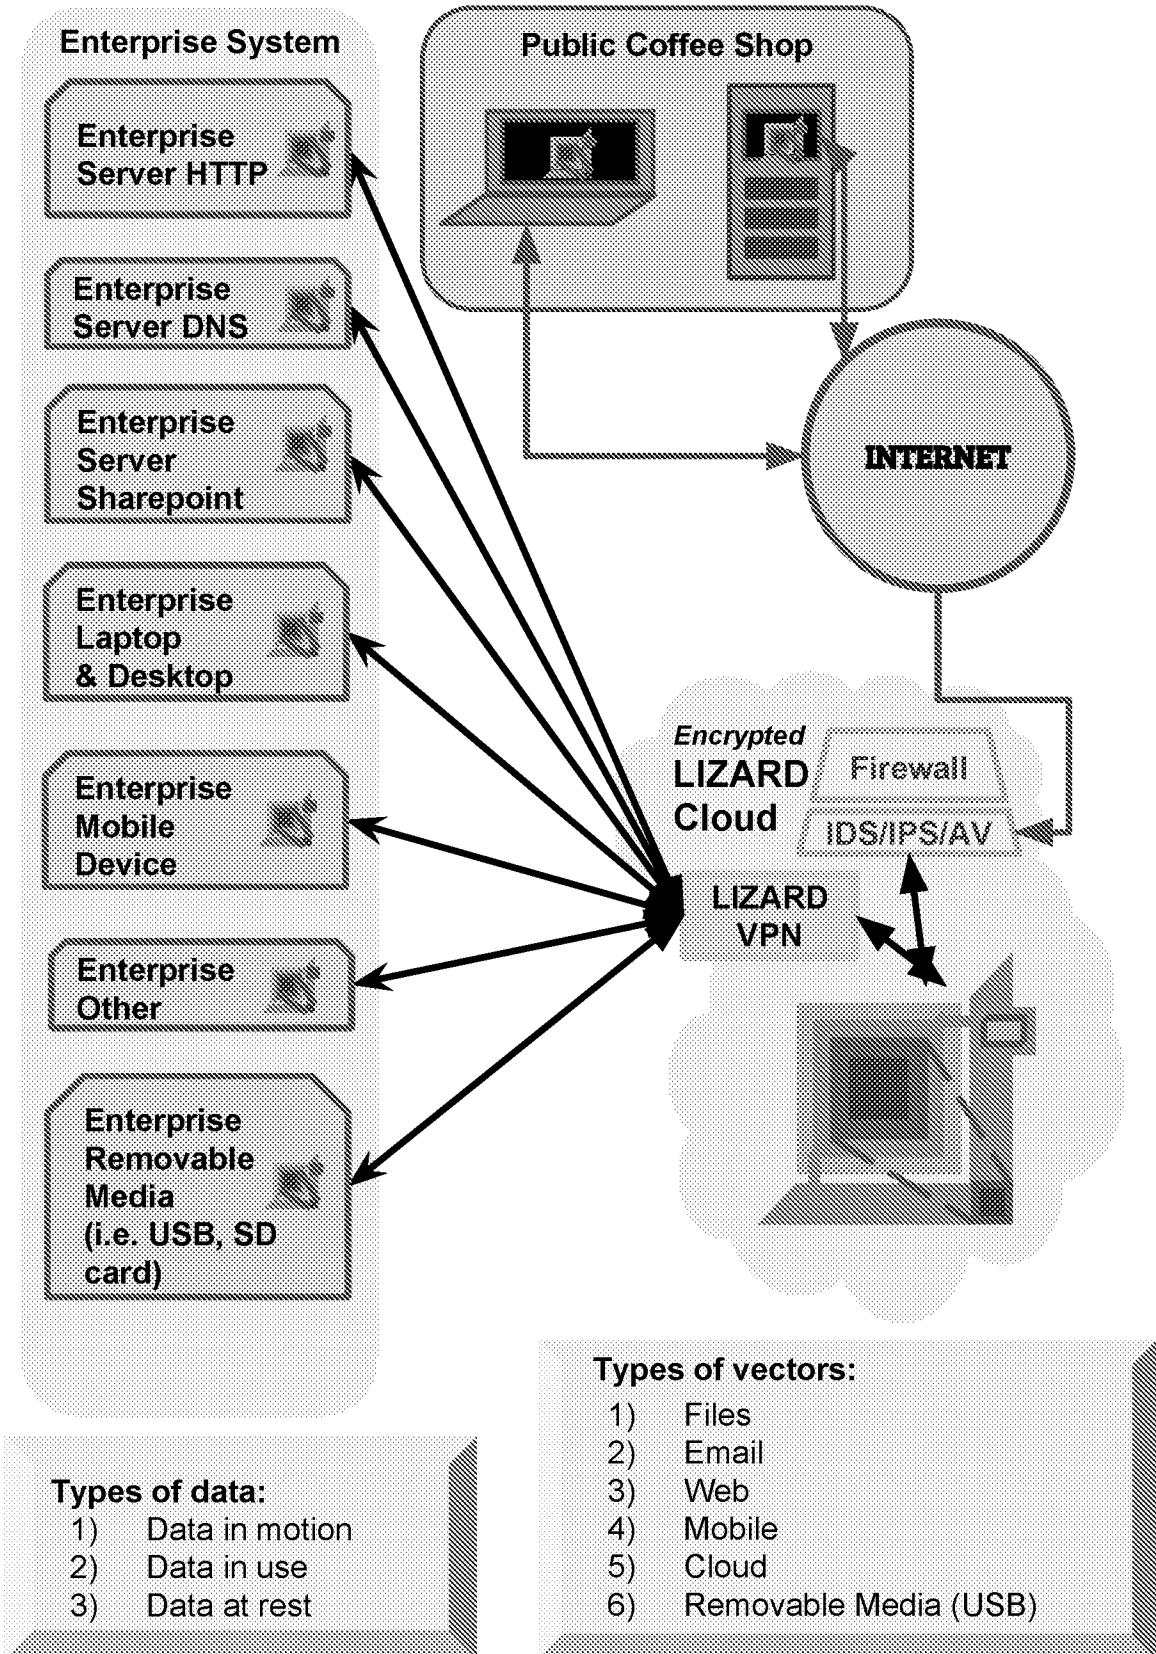 Enterprise System
Enterprise
Server HTTP
Enterprise
Server DNS
Enterprise
Server
Sharepoint
Enterprise
Laptop
& Desktop
Enterprise
Mobile
Device
Enterprise
Other
Enterprise
Removable
Media
(i.e. USB, SD
card)
Public Coffee Shop
INTERNET
Encrypted
LIZARD
Cloud
Firewall
IDS/IPS/AV
LIZARD
VPN
Types of data:
1) Data in motion
2) Data in use
3) Data at rest
Types of vectors:
1) Files
2) Email
3) Web
4) Mobile
5) Cloud
6) Removable Media (USB)